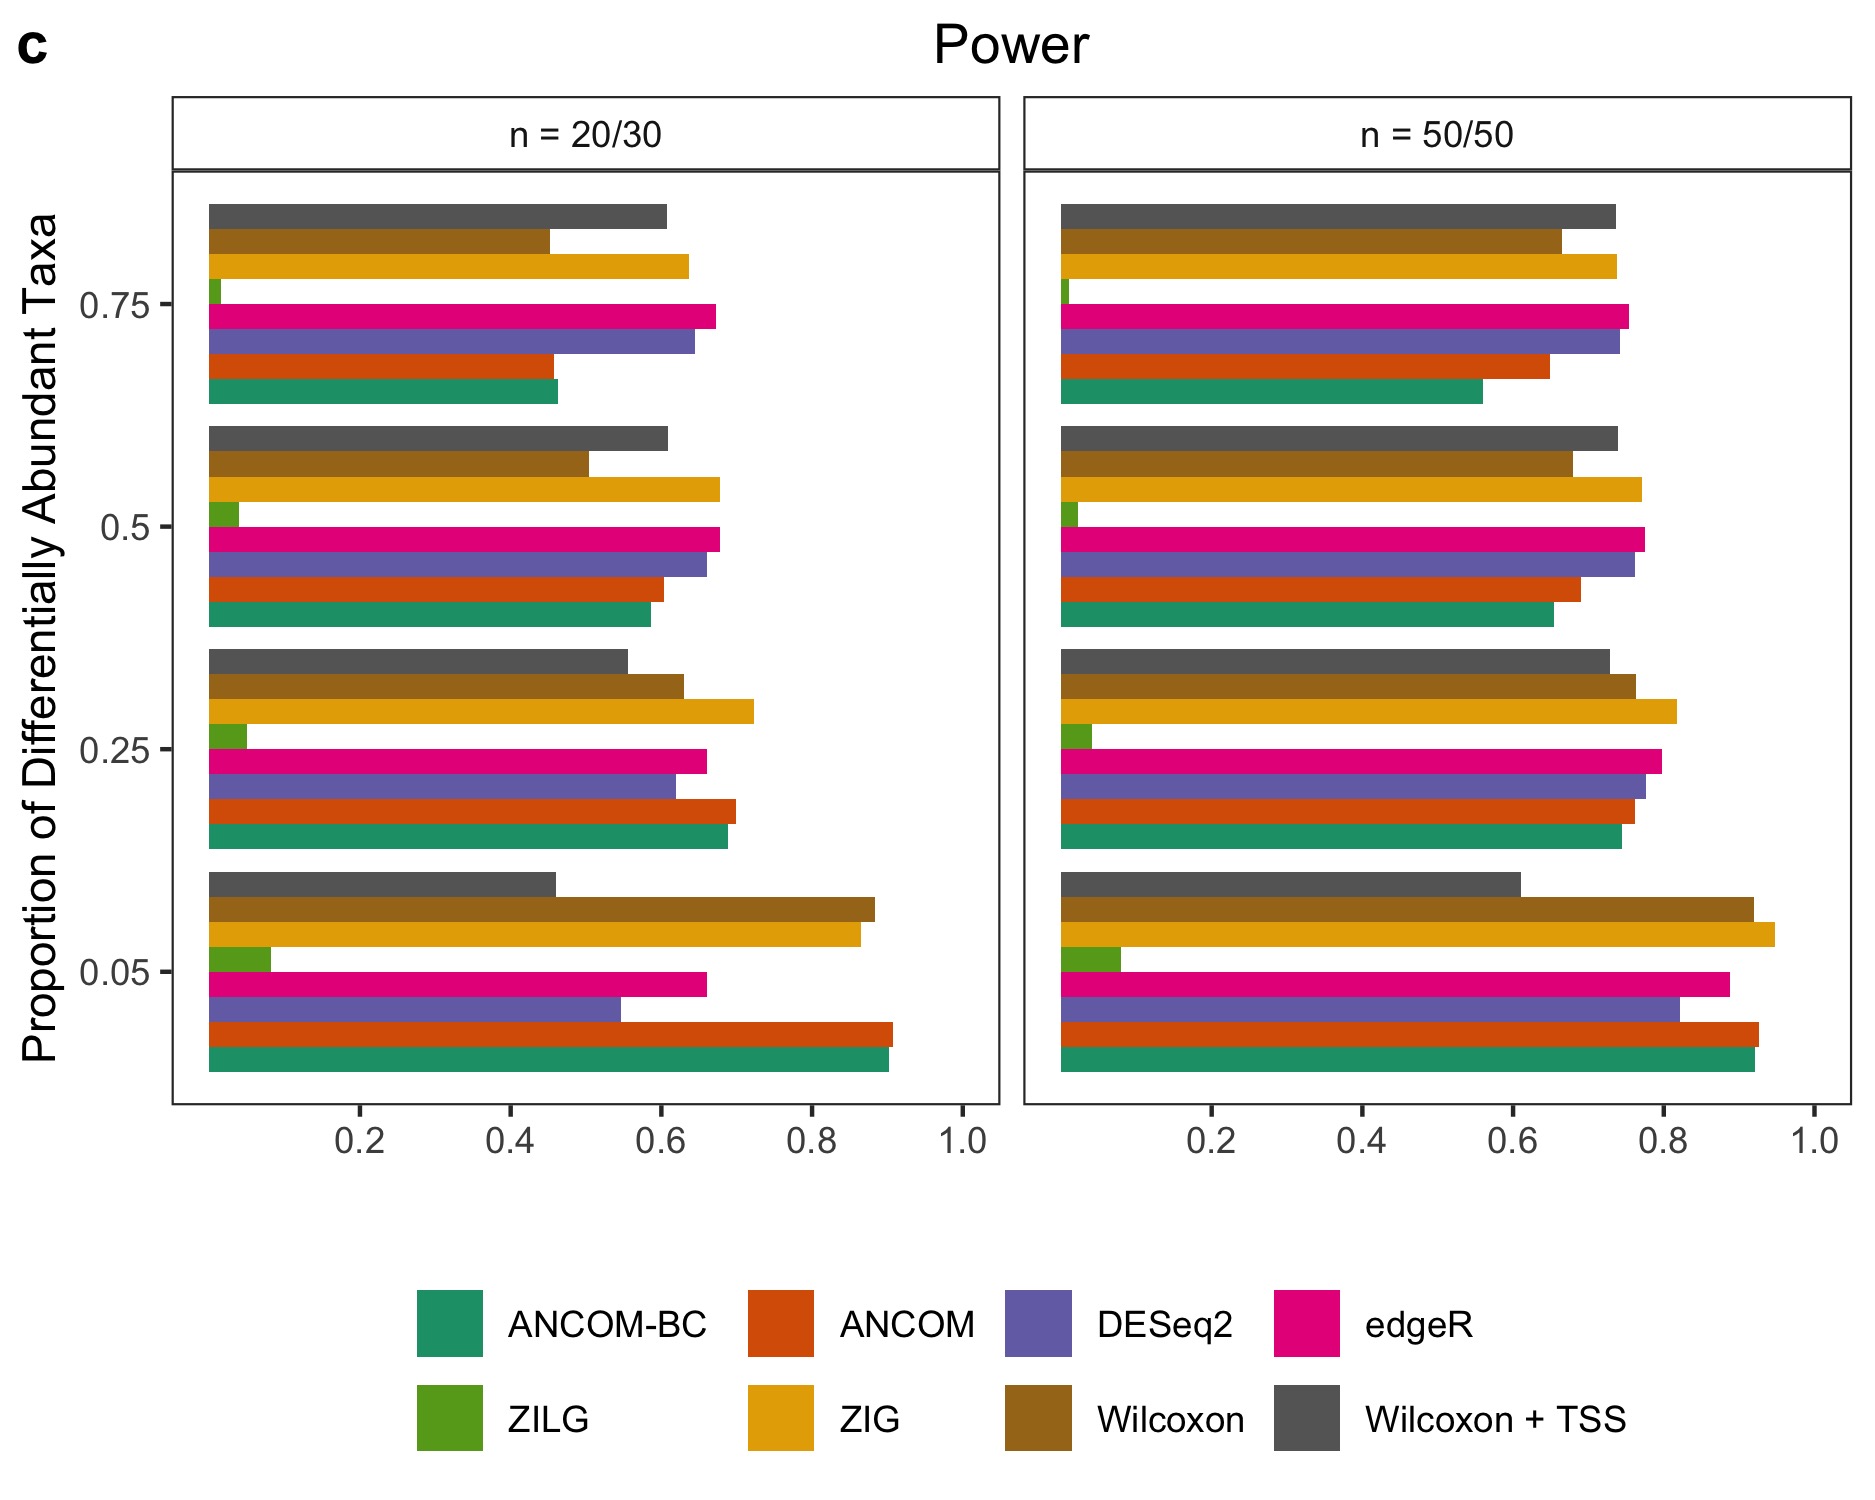 c
Power
n = 20/30
n = 50/50
Proportion of Differentially Abundant Taxa
0.75
0.5
0.25
0.05
0.2 0.4 0.6 0.8 1.0
0.2 0.4 0.6 0.8 1.0
ANCOM-BC ANCOM DESeq2 edgeR
ZILG ZIG Wilcoxon Wilcoxon + TSS